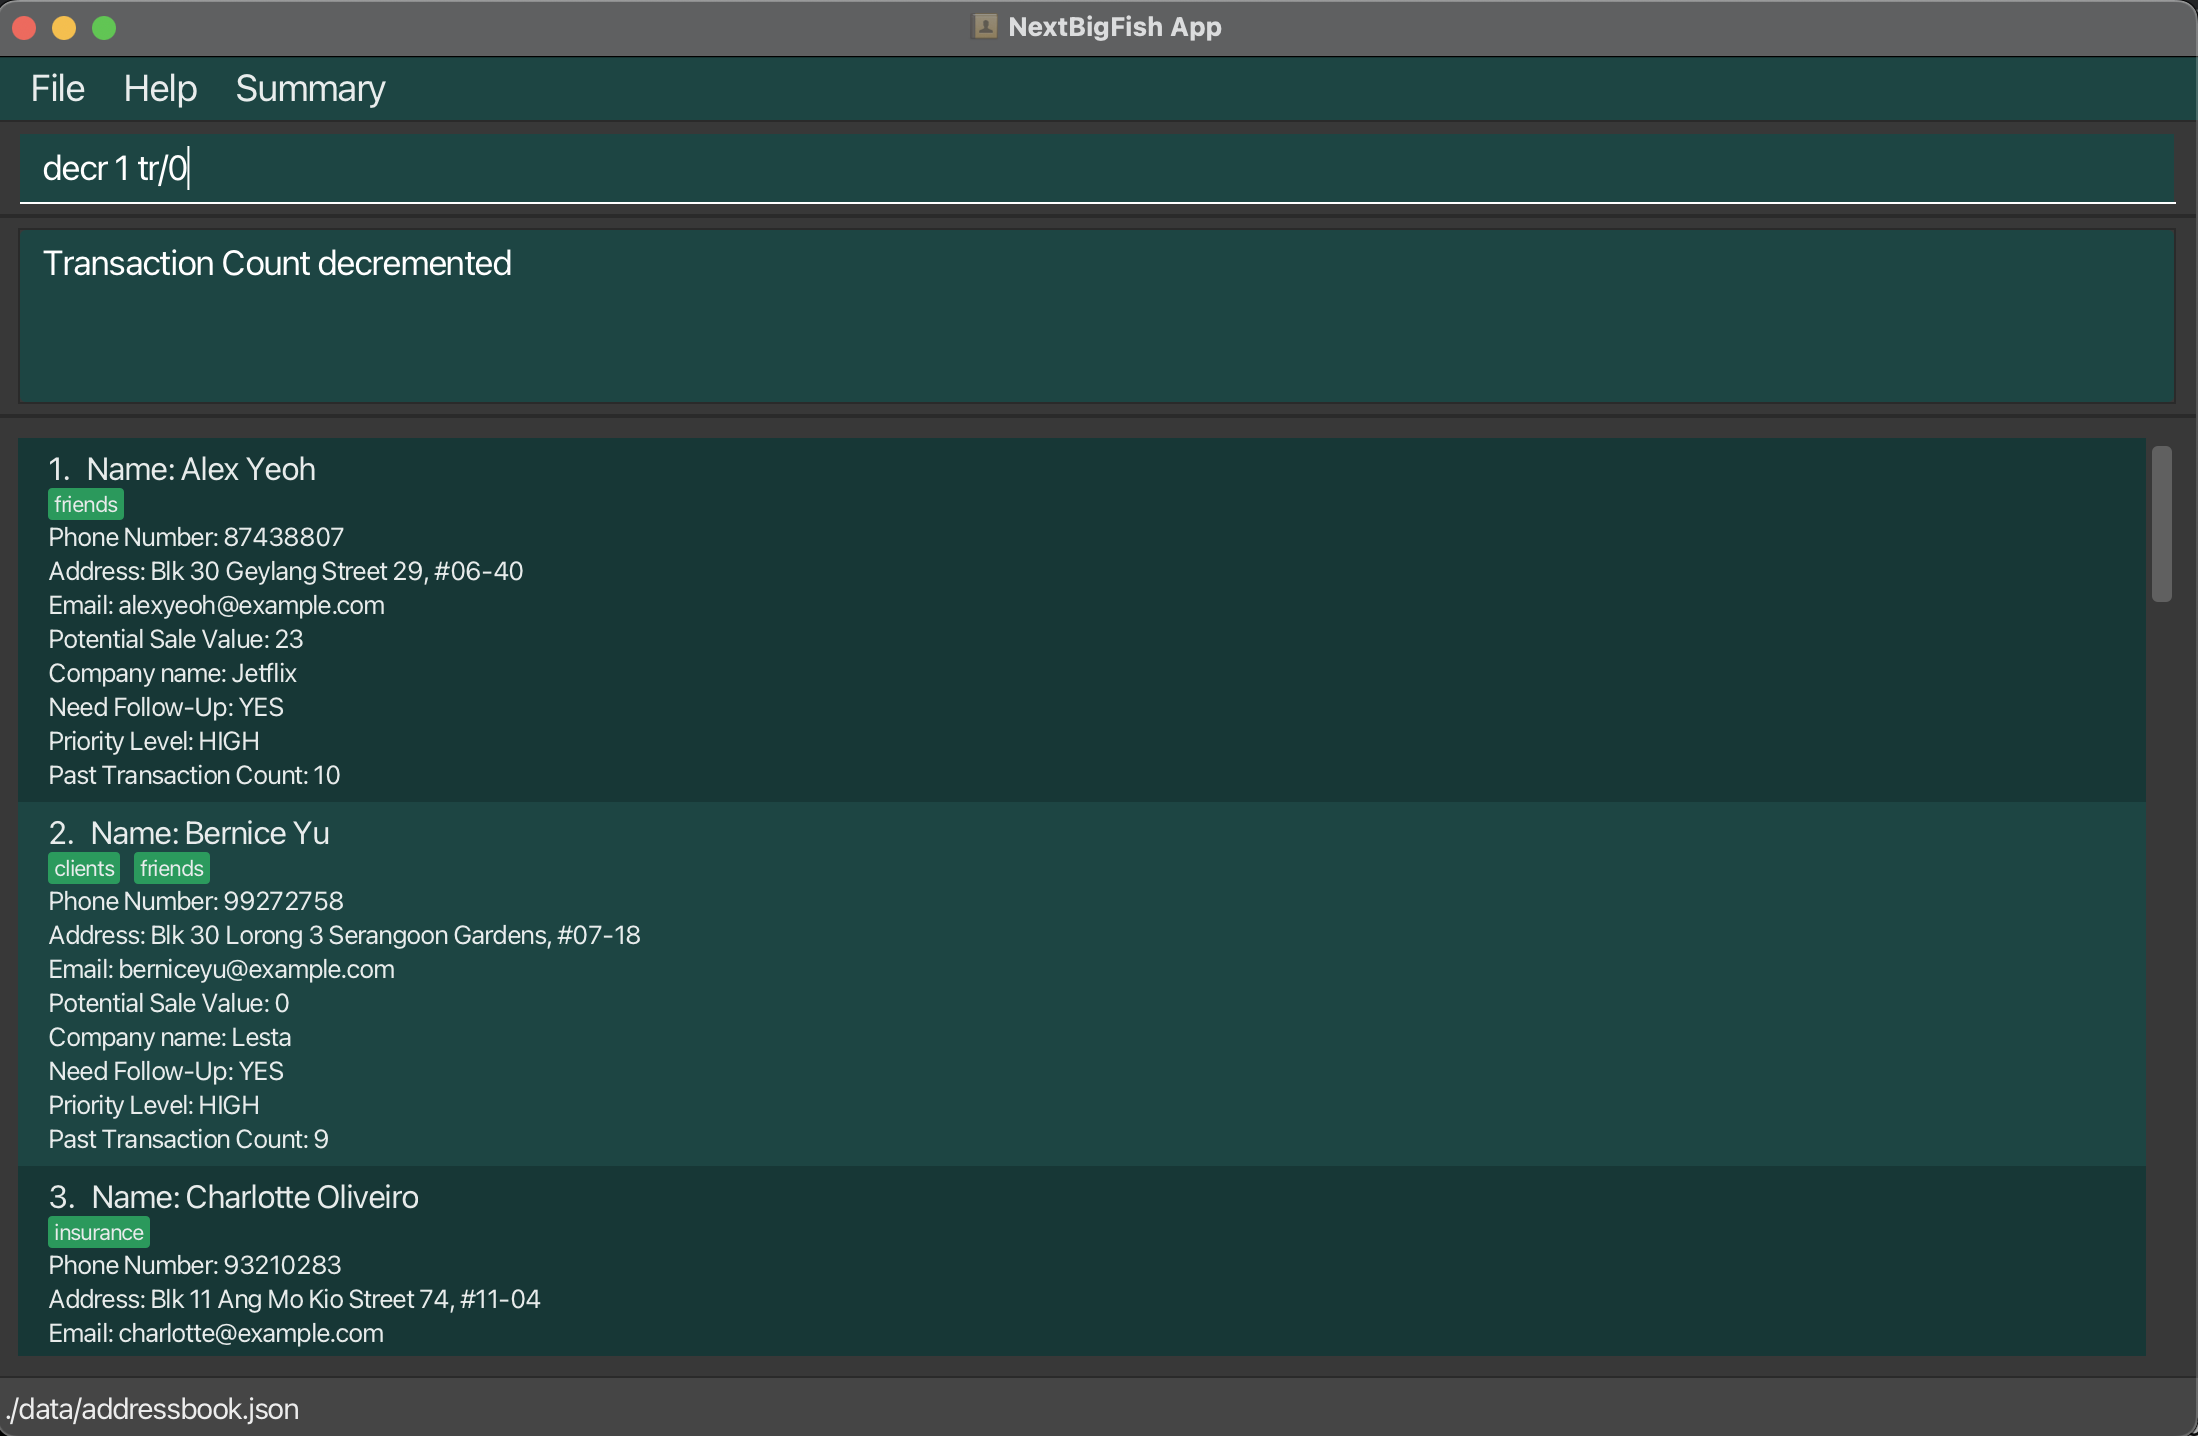 NextBigFish App
File Help Summary
decr 1 tr/0
Transaction Count decremented
1. Name: Alex Yeoh
friends
Phone Number: 87438807
Address: Blk 30 Geylang Street 29, #06-40
Email: alexyeoh@example.com
Potential Sale Value: 23
Company name: Jetflix
Need Follow-Up: YES
Priority Level: HIGH
Past Transaction Count: 10
2. Name: Bernice Yu
clients friends
Phone Number: 99272758
Address: Blk 30 Lorong 3 Serangoon Gardens, #07-18
Email: berniceyu@example.com
Potential Sale Value: 0
Company name: Lesta
Need Follow-Up: YES
Priority Level: HIGH
Past Transaction Count: 9
3. Name: Charlotte Oliveiro
insurance
Phone Number: 93210283
Address: Blk 11 Ang Mo Kio Street 74, #11-04
Email: charlotte@example.com
./data/addressbook.json